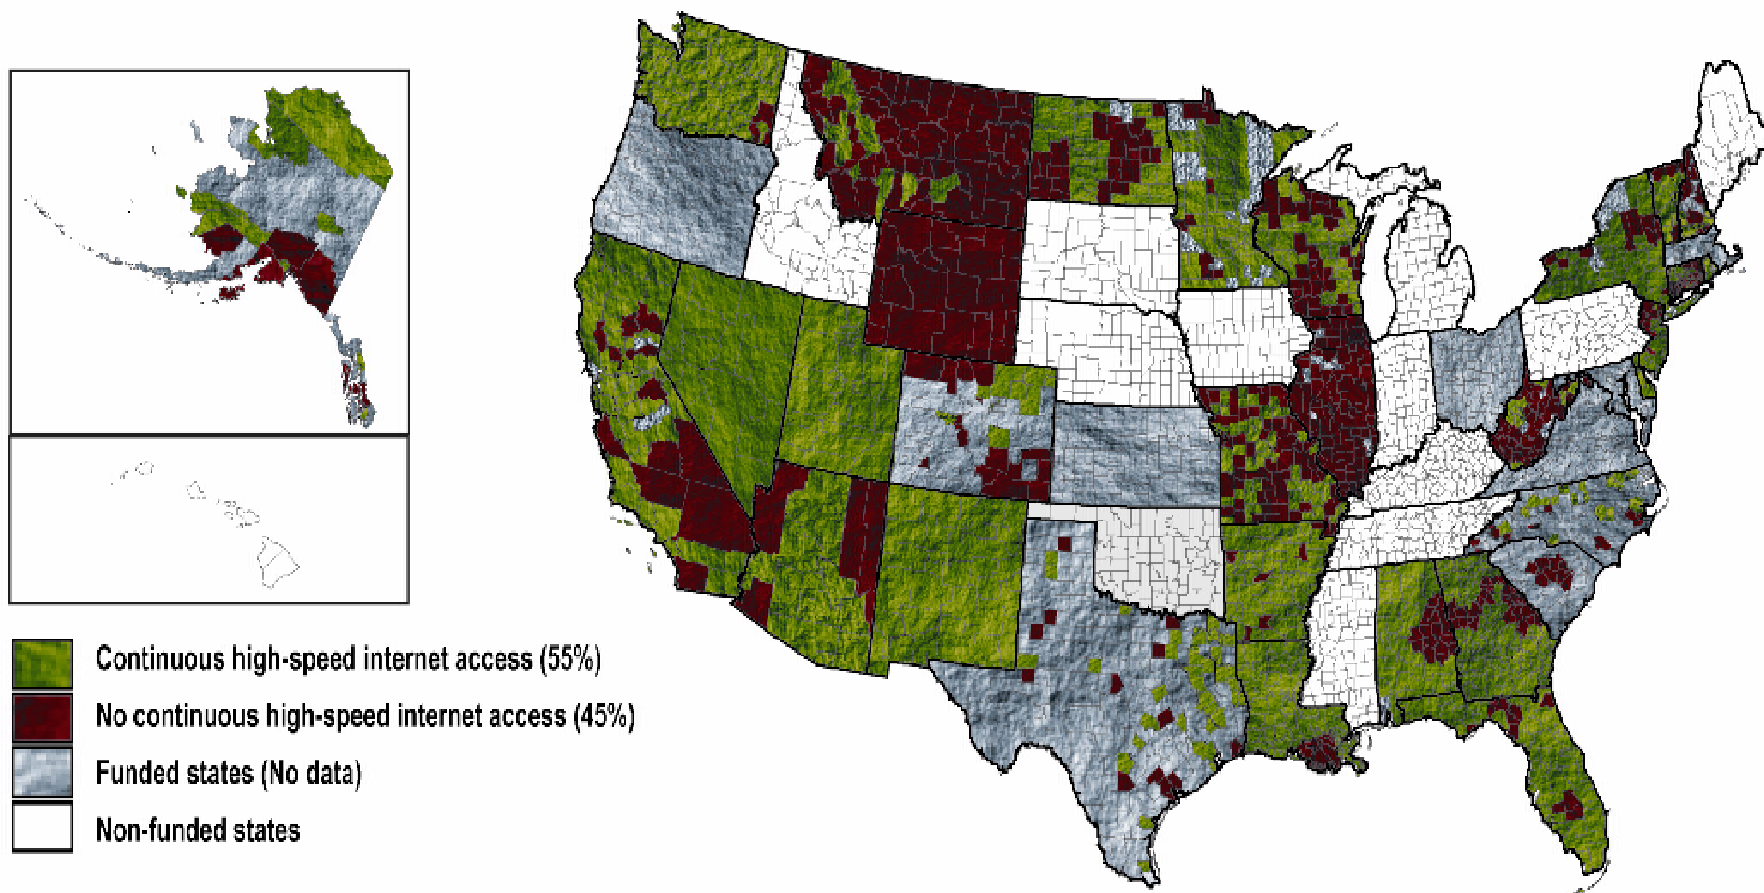 Continuous high-speed internet access (55%)
No continuous high-speed internet access (45%)
Funded states (No data)
Non-funded states